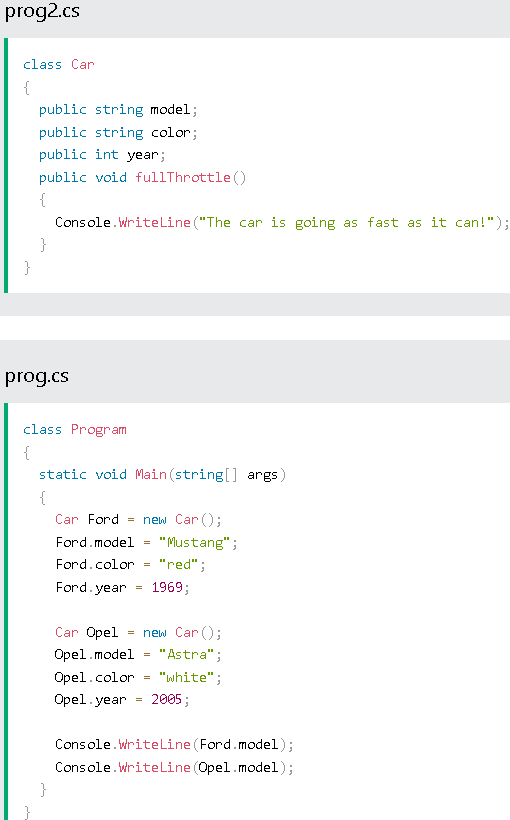 prog2.cs
class Car
{
  public string model;
  public string color;
  public int year;
  public void fullThrottle()
  {
    Console.WriteLine("The car is going as fast as it can!");
  }
}
prog.cs
class Program
{
  static void Main(string[] args)
  {
    Car Ford = new Car();
    Ford.model = "Mustang";
    Ford.color = "red";
    Ford.year = 1969;

    Car Opel = new Car();
    Opel.model = "Astra";
    Opel.color = "white";
    Opel.year = 2005;

    Console.WriteLine(Ford.model);
    Console.WriteLine(Opel.model);
  }
}